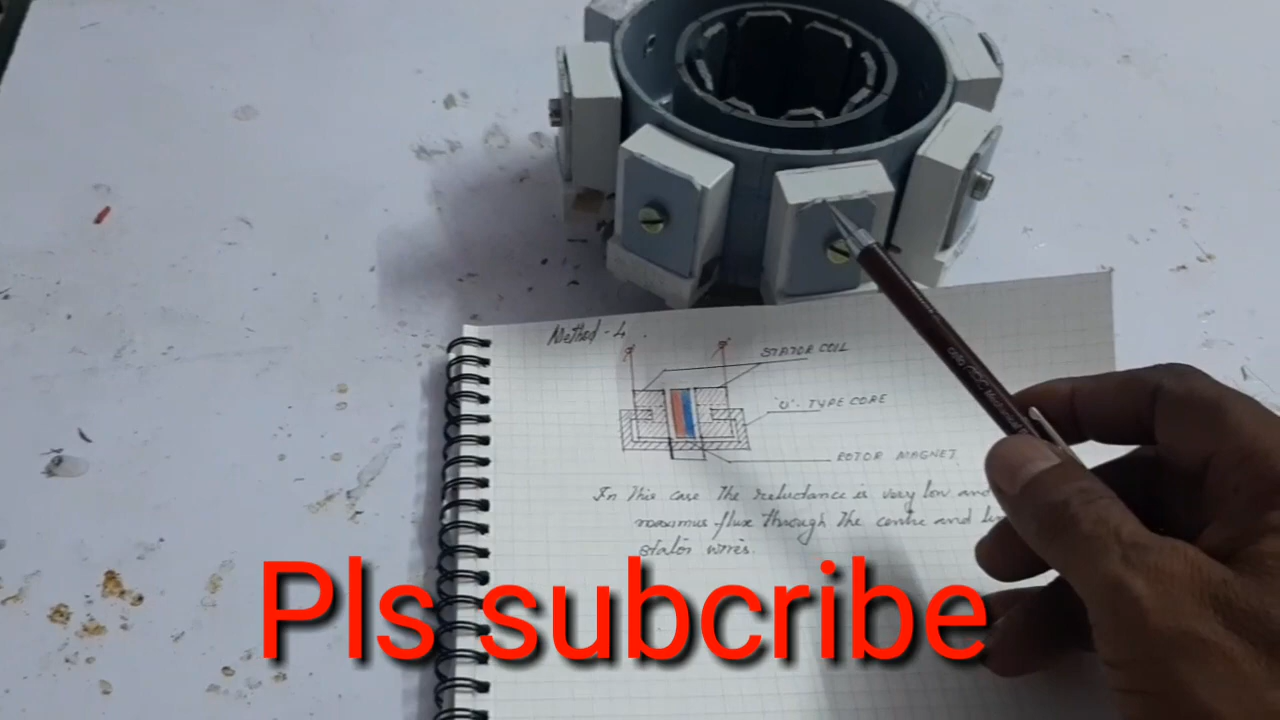 Method - 4.
STATOR COIL
'U' TYPE CORE
ROTOR MAGNET
In this case the reluctance is very low and
maximus flux through the centre and
stator wires.
Pls subcribe